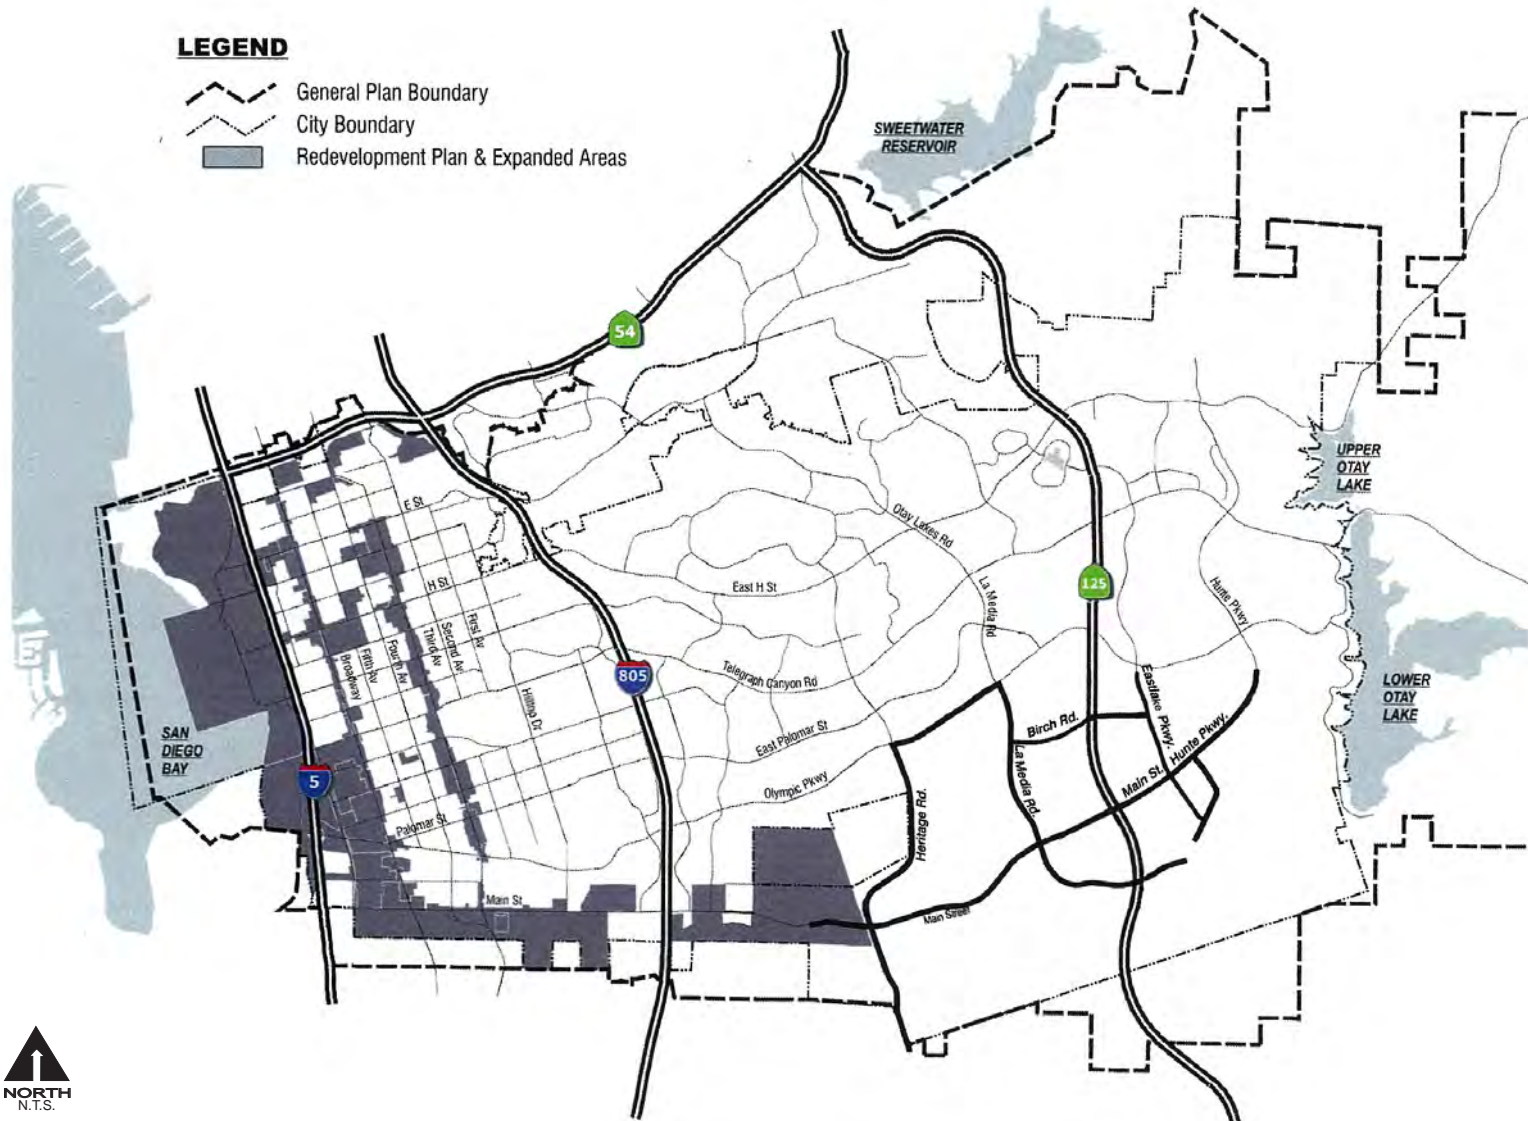 LEGEND
General Plan Boundary
City Boundary
Redevelopment Plan & Expanded Areas
SWEETWATER
RESERVOIR
54
UPPER
OTAY
LAKE
E St
Otay Lakes Rd
H St
East H St
La Media Rd
125
Hunte Pkwy
First Av
Second Av.
Third Av
Fourth Av
Fifth Av
Broadway
805
Telegraph Canyon Rd
Hilltop Dr
Eastlake Pkwy.
LOWER
OTAY
LAKE
SAN
DIEGO
BAY
East Palomar St
Birch Rd.
Hunte Pkwy.
5
Olympic Pkwy
La Media Rd.
Main St.
Palomar St
Heritage Rd.
Main St
Main Street
NORTH
N.T.S.